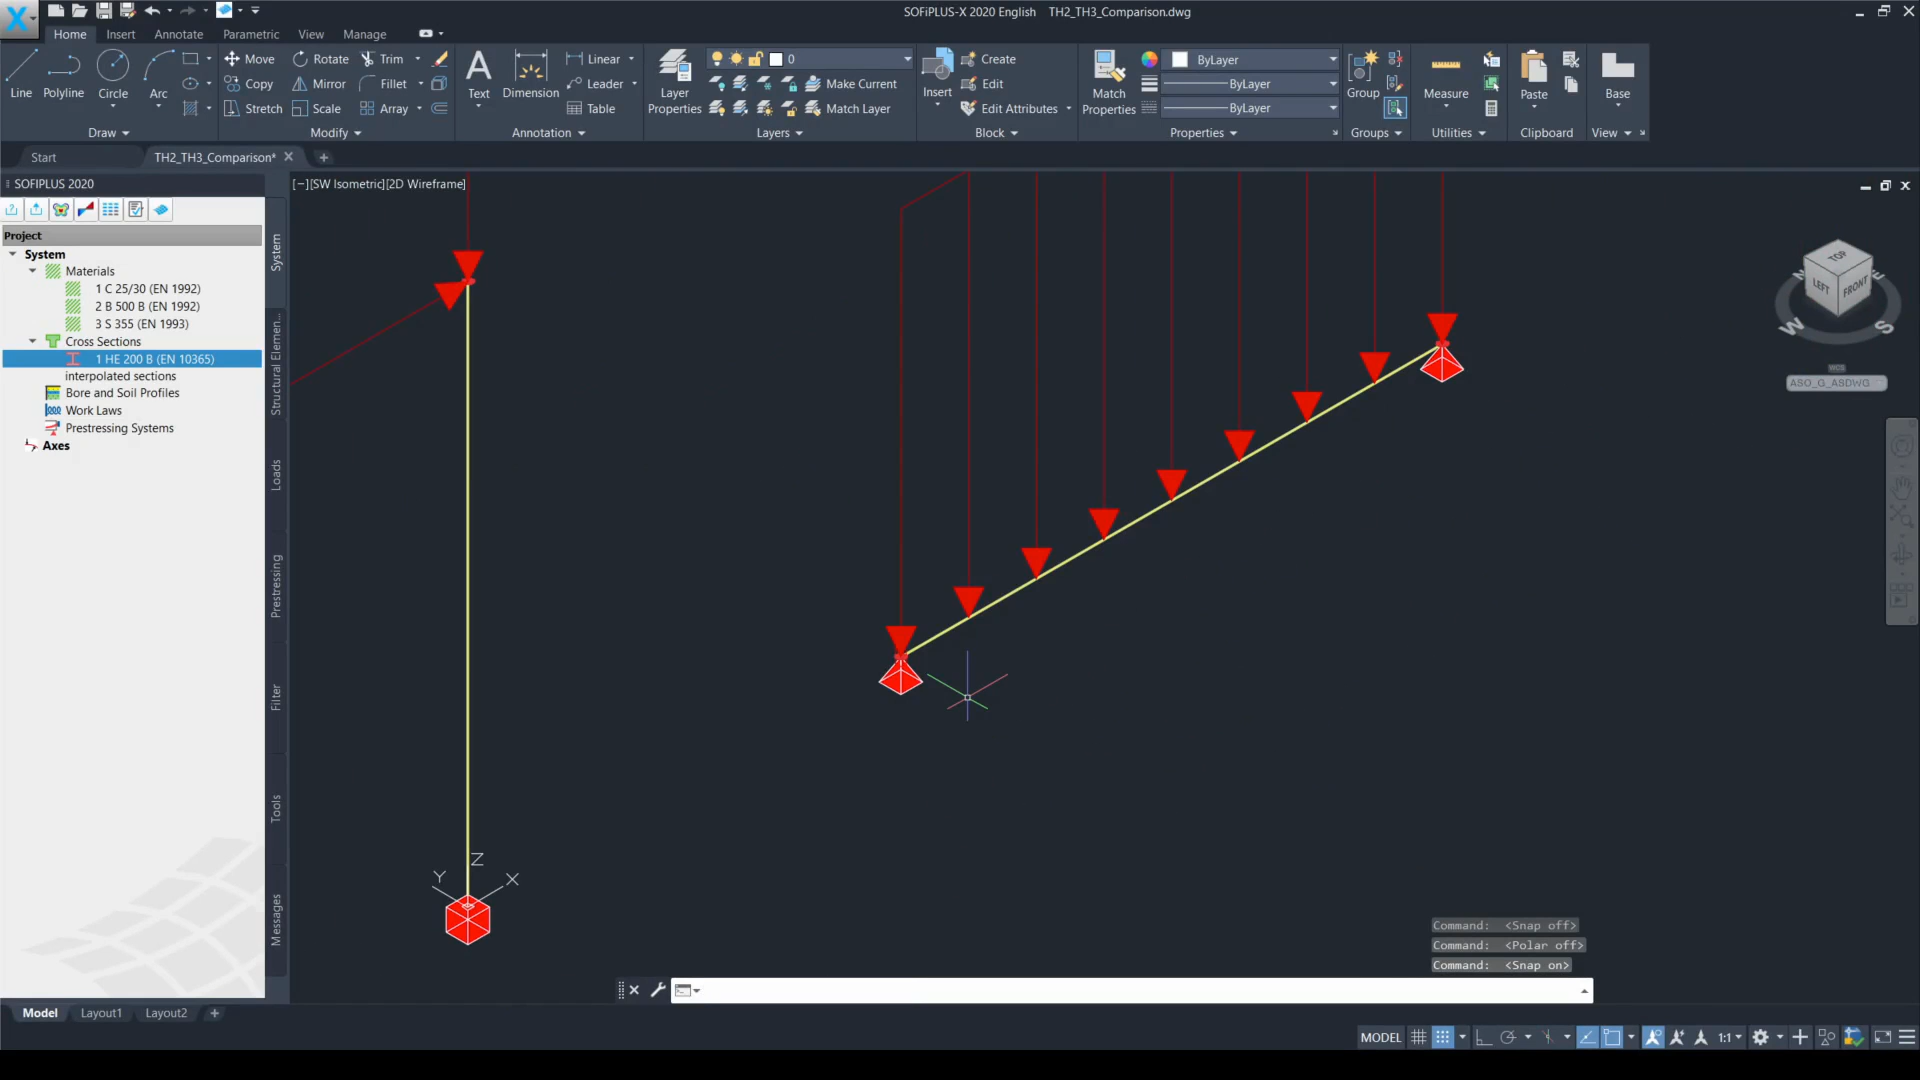 SOFiPLUS-X 2020 English TH2_TH3_Comparison.dwg
Home Insert Annotate Parametric View Manage
Line Polyline Circle Arc
Move Rotate Trim
Copy Mirror Fillet
Stretch Scale Array
Text Dimension
Linear
Leader
Table
Layer Properties
0
Make Current
Match Layer
Insert
Create
Edit
Edit Attributes
Match Properties
ByLayer
ByLayer
ByLayer
Group
Measure
Paste
Base
Draw Modify Annotation Layers Block Properties Groups Utilities Clipboard View
Start TH2_TH3_Comparison*
SOFIPLUS 2020
Project
System
Materials
1 C 25/30 (EN 1992)
2 B 500 B (EN 1992)
3 S 355 (EN 1993)
Cross Sections
1 HE 200 B (EN 10365)
interpolated sections
Bore and Soil Profiles
Work Laws
Prestressing Systems
Axes
System
Structural Elemen...
Loads
Prestressing
Filter
Tools
Messages
[−][SW Isometric][2D Wireframe]
TOP
LEFT FRONT
N E
W S
WCS
ASO_G_ASDWG
Z
Y X
Command: <Snap off>
Command: <Polar off>
Command: <Snap on>
Model Layout1 Layout2
MODEL 1:1